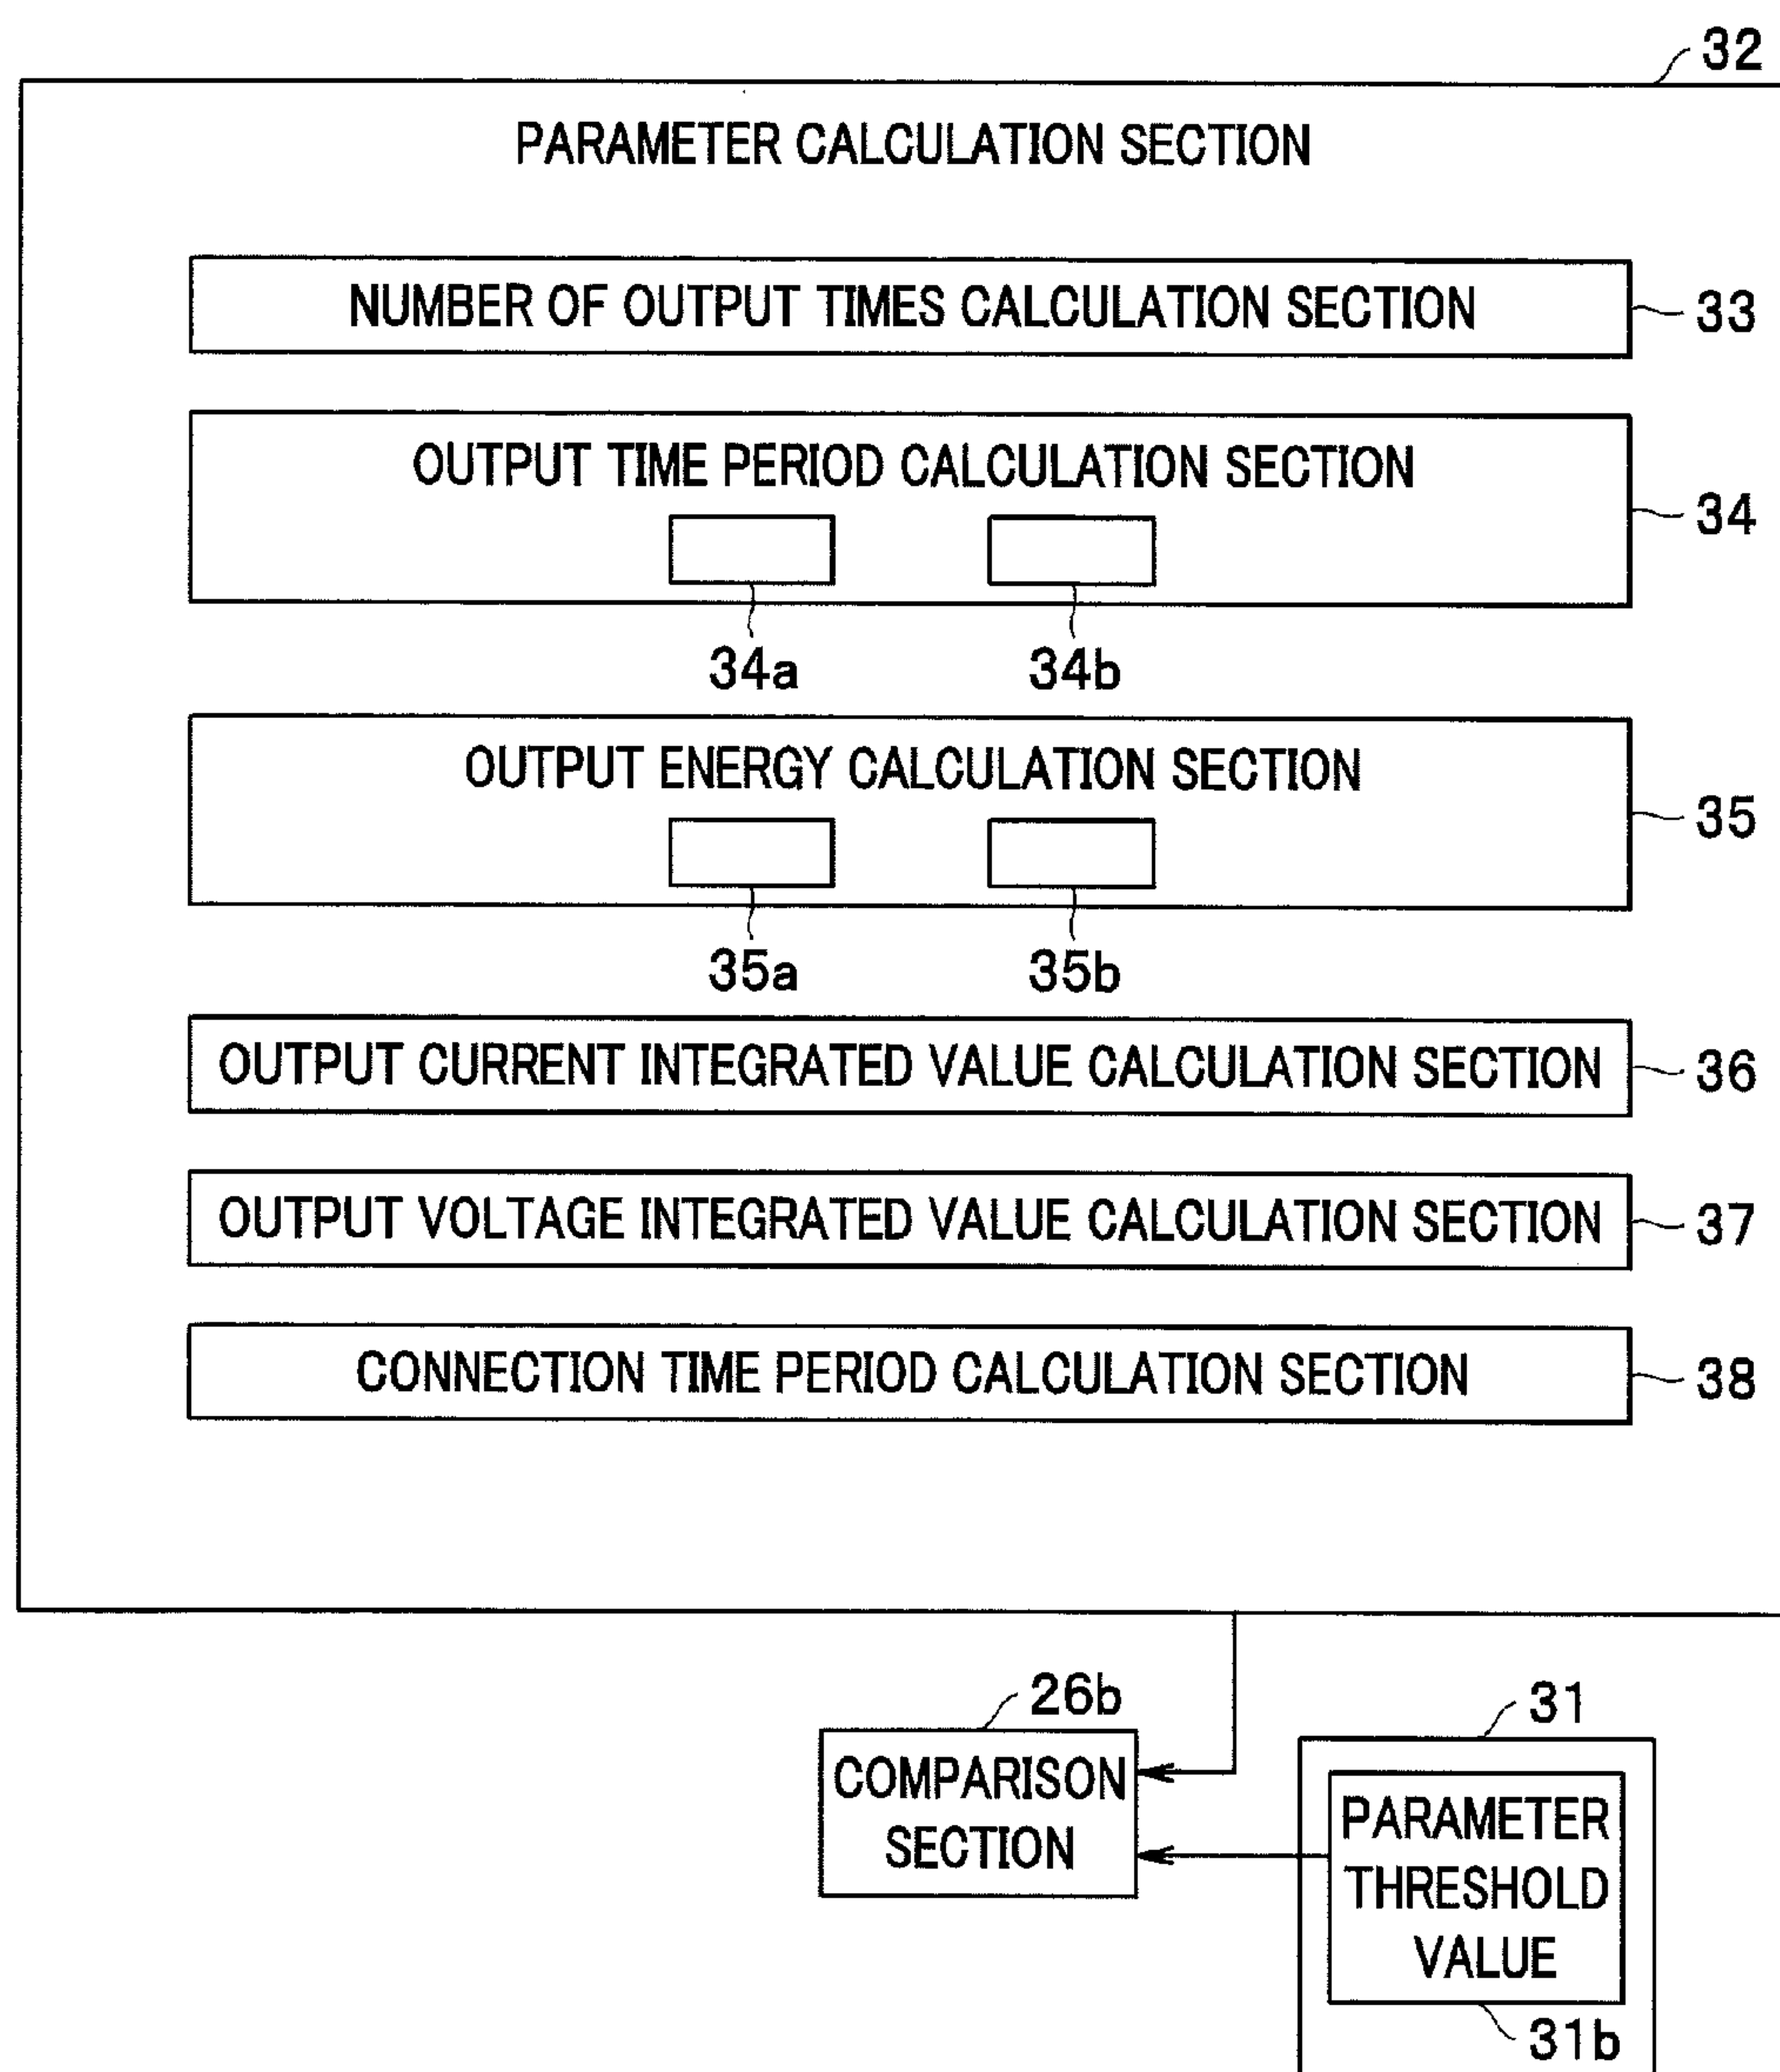 32
PARAMETER CALCULATION SECTION
NUMBER OF OUTPUT TIMES CALCULATION SECTION
33
OUTPUT TIME PERIOD CALCULATION SECTION
34
34a
34b
OUTPUT ENERGY CALCULATION SECTION
35
35a
35b
OUTPUT CURRENT INTEGRATED VALUE CALCULATION SECTION
36
OUTPUT VOLTAGE INTEGRATED VALUE CALCULATION SECTION
37
CONNECTION TIME PERIOD CALCULATION SECTION
38
26b
COMPARISON
SECTION
31
PARAMETER
THRESHOLD
VALUE
31b